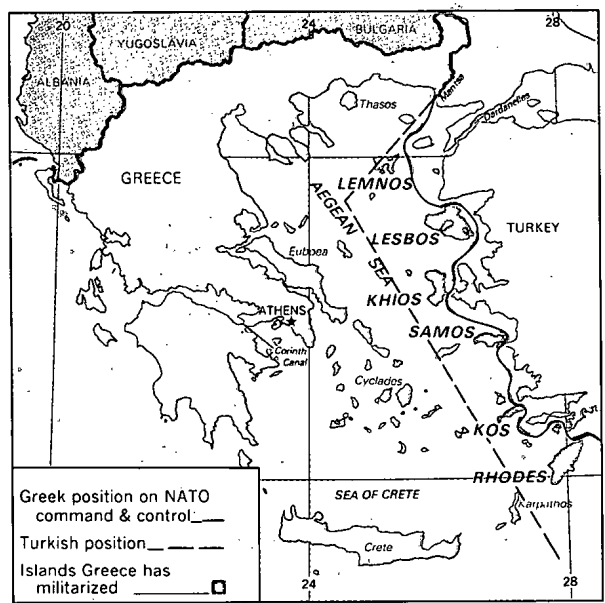 20
24
28
YUGOSLAVIA
BULGARIA
ALBANIA
Maritsa
Thasos
Dardanelles
GREECE
LEMNOS
AEGEAN
SEA
LESBOS
TURKEY
Euboea
KHIOS
ATHENS
SAMOS
Corinth
Canal
Cyclades
KOS
RHODES
SEA OF CRETE
Karpathos
Crete
Greek position on NATO
command & control
Turkish position
Islands Greece has
militarized
24
28